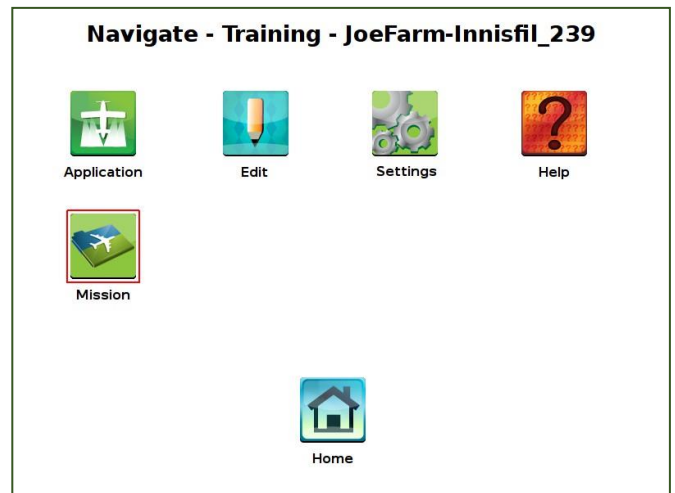 Navigate - Training - JoeFarm-Innisfil_239
Application
Edit
Settings
Help
Mission
Home